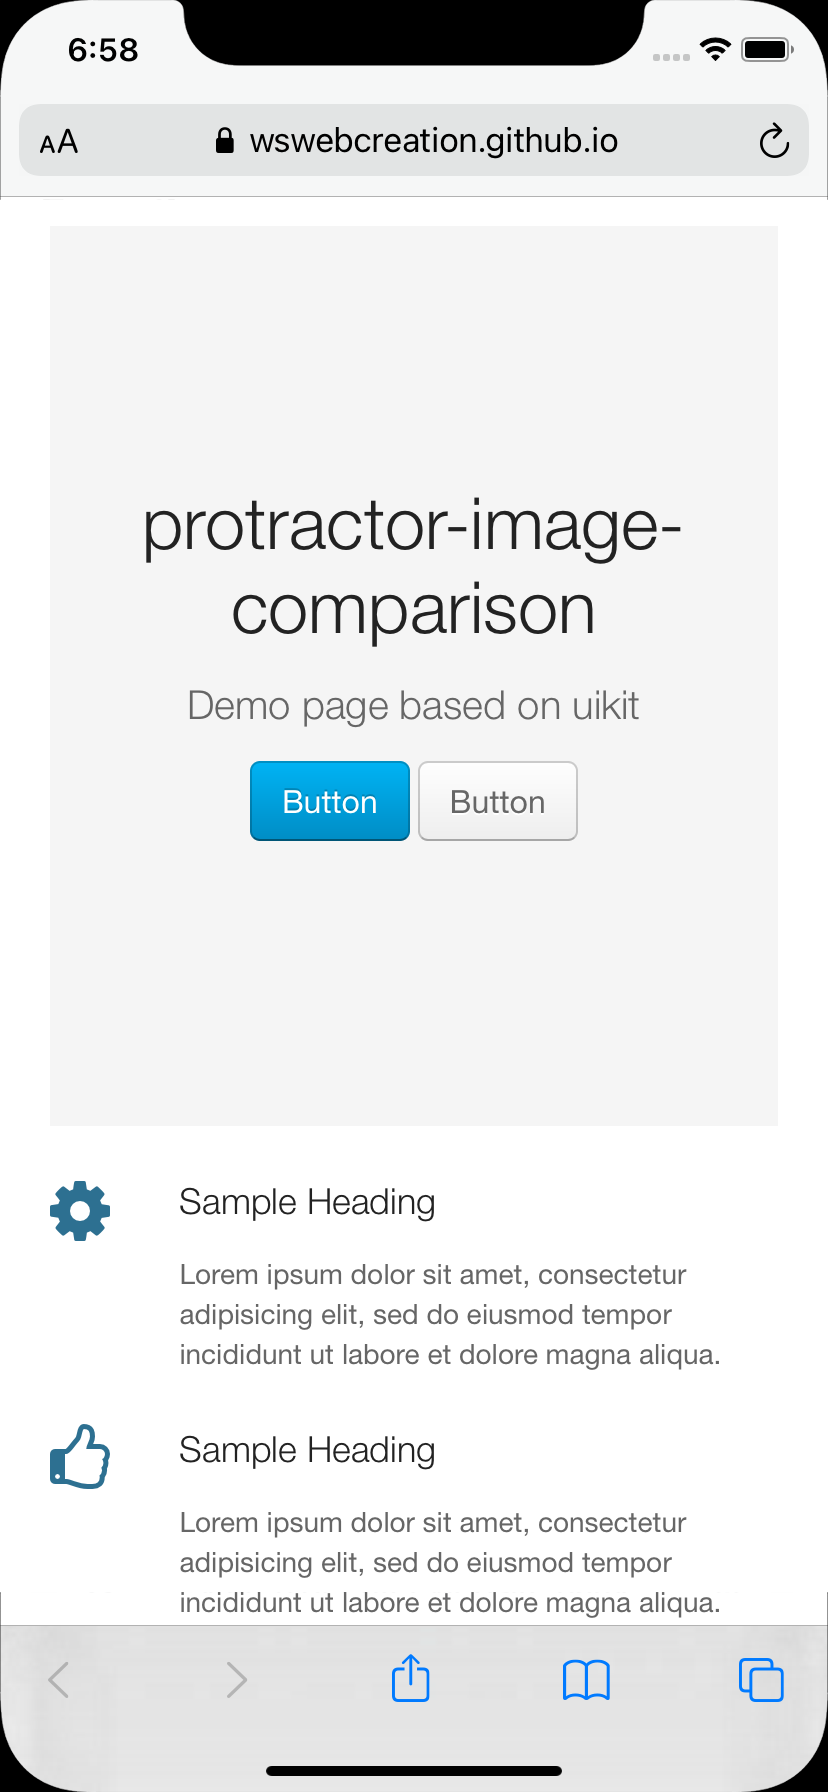 6:58
AA wswebcreation.github.io
protractor-image-
comparison
Demo page based on uikit
Button Button
Sample Heading
Lorem ipsum dolor sit amet, consectetur
adipisicing elit, sed do eiusmod tempor
incididunt ut labore et dolore magna aliqua.
Sample Heading
Lorem ipsum dolor sit amet, consectetur
adipisicing elit, sed do eiusmod tempor
incididunt ut labore et dolore magna aliqua.